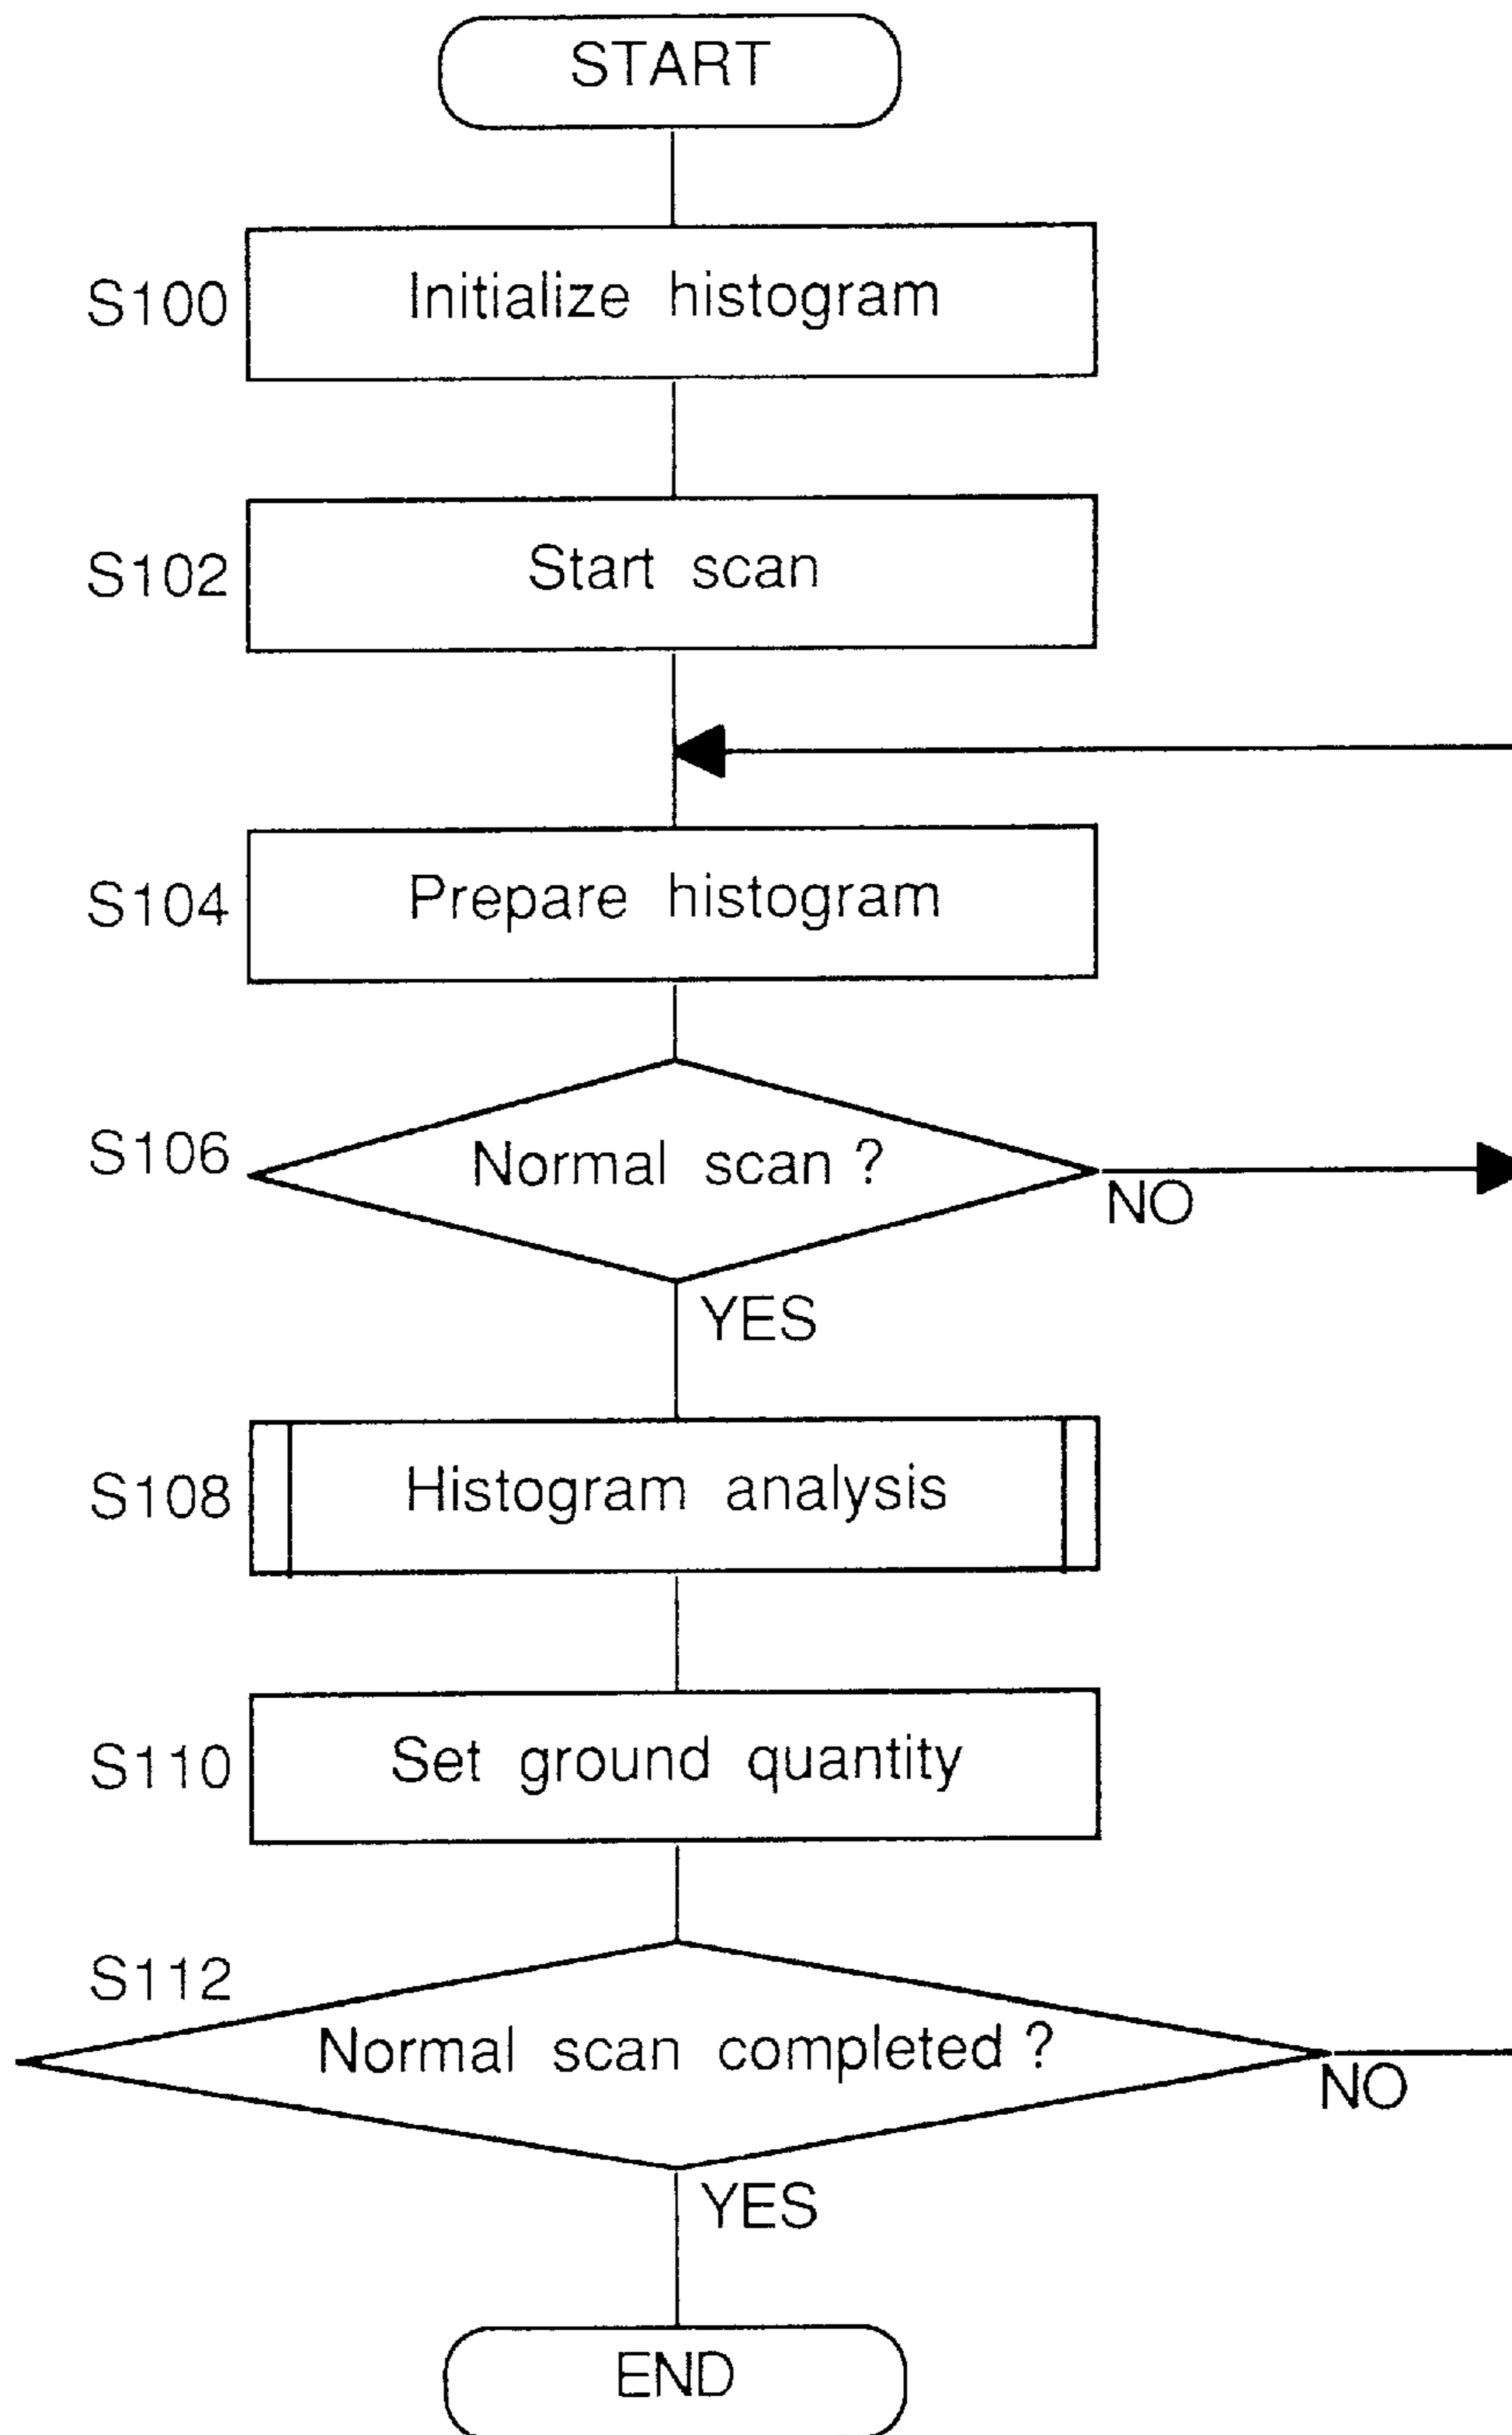 START
S100
Initialize histogram
S102
Start scan
S104
Prepare histogram
S106
Normal scan ?
NO
YES
S108
Histogram analysis
S110
Set ground quantity
S112
Normal scan completed ?
NO
YES
END